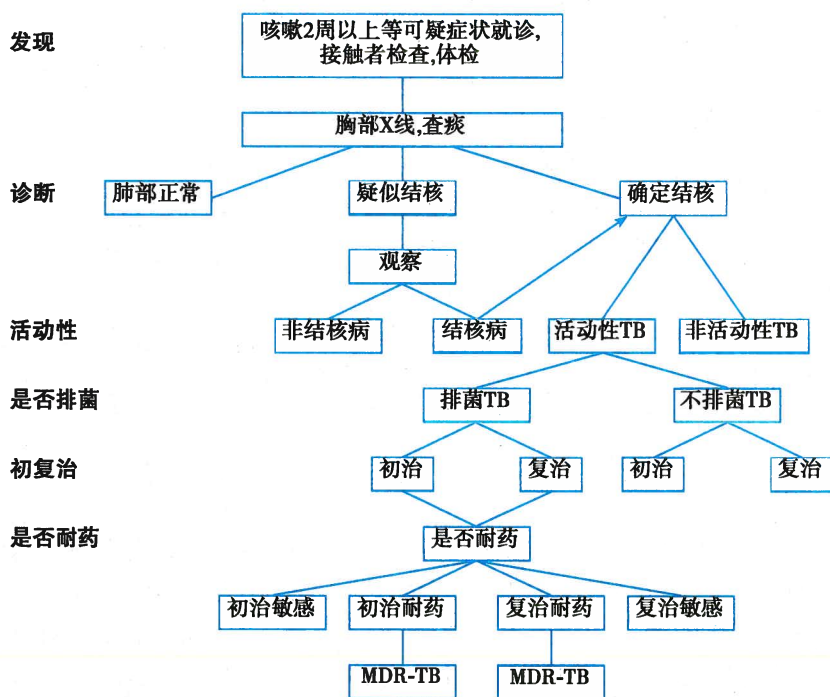 发现
咳嗽2周以上等可疑症状就诊,
接触者检查,体检
胸部X线,查痰
诊断
肺部正常
疑似结核
确定结核
观察
活动性
非结核病
结核病
活动性TB
非活动性TB
是否排菌
排菌TB
不排菌TB
初复治
初治
复治
初治
复治
是否耐药
是否耐药
初治敏感
初治耐药
复治耐药
复治敏感
MDR-TB
MDR-TB